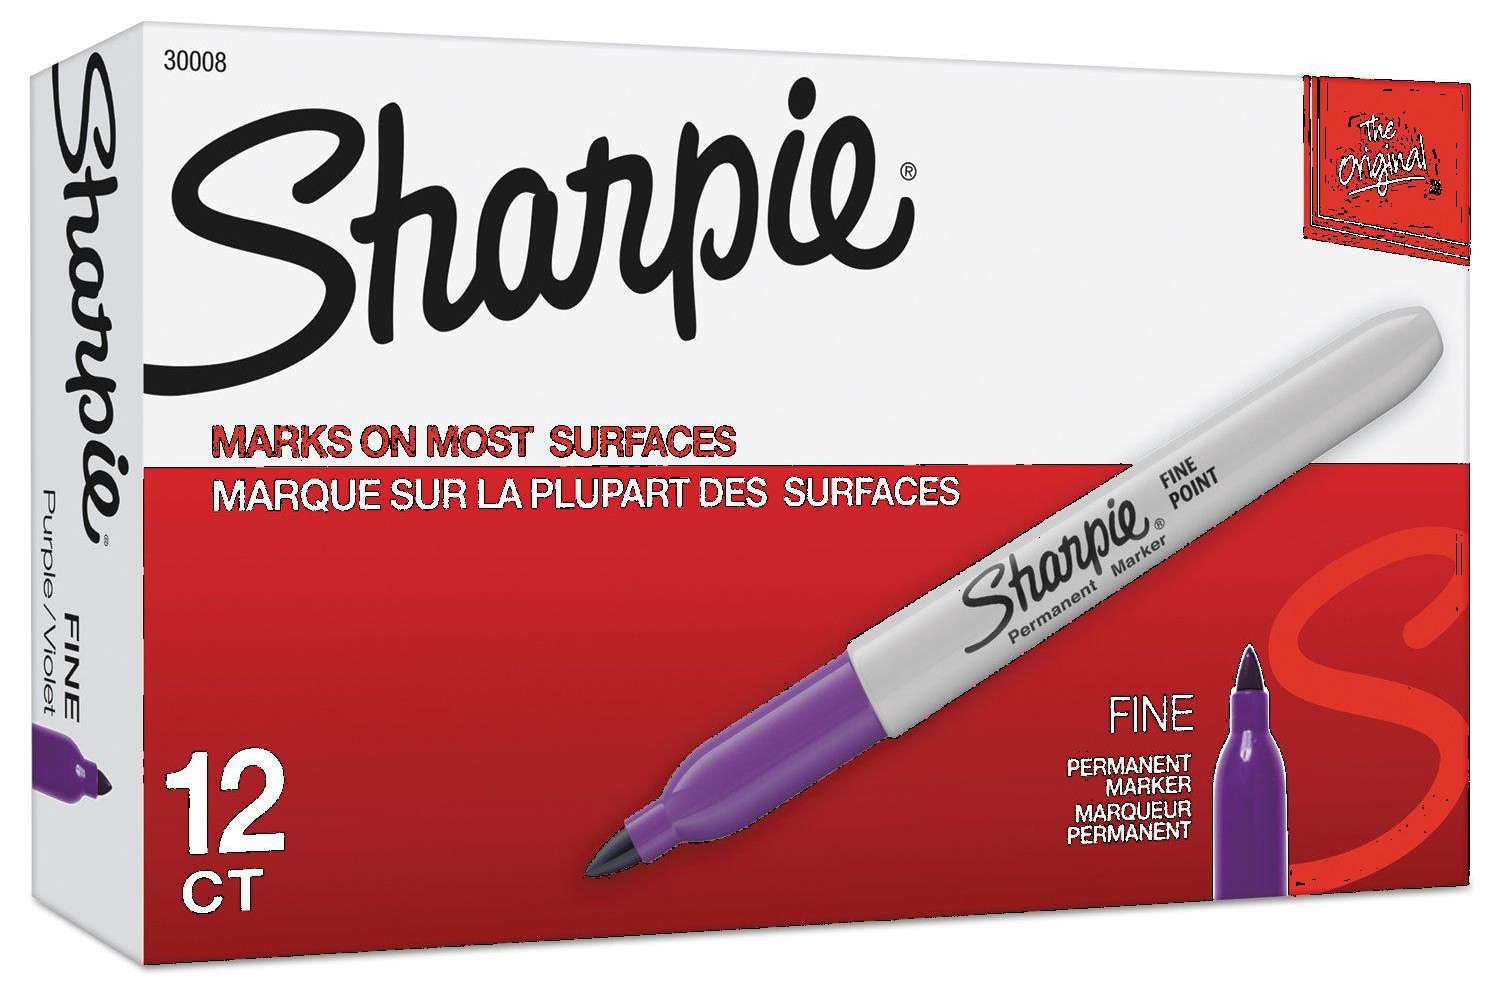 30008
Sharpie®
The
Original
MARKS ON MOST SURFACES
MARQUE SUR LA PLUPART DES SURFACES
FINE
POINT
Sharpie®
Permanent Marker
FINE
PERMANENT
MARKER
MARQUEUR
PERMANENT
12
CT
Sharpie®
FINE
Purple/Violet